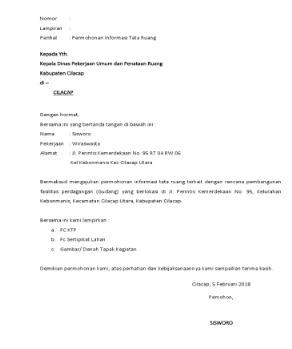 Nomor :
Lampiran :
Perihal : Permohonan Informasi Tata Ruang
Kepada Yth.
Kepala Dinas Pekerjaan Umum dan Penataan Ruang
Kabupaten Cilacap
di –
CILACAP
Dengan hormat,
Bersama ini yang bertanda tangan di bawah ini :
Nama : Sisworo
Pekerjaan : Wiraswasta
Alamat : Jl. Perintis Kemerdekaan No. 95 RT 04 RW 06
Kel Kebonmanis Kec Cilacap Utara
Bermaksud mengajukan permohonan informasi tata ruang terkait dengan rencana pembangunan
fasilitas perdagangan (Gudang) yang berlokasi di Jl. Perintis Kemerdekaan No. 95, Kelurahan
Kebonmanis, Kecamatan Cilacap Utara, Kabupaten Cilacap.
Bersama ini kami lampirkan :
a. FC KTP
b. Fc Sertipikat Lahan
c. Gambar/ Denah Tapak Kegiatan
Demikian permohonan kami, atas perhatian dan kebijaksanaannya kami sampaikan terima kasih.
Cilacap, 5 Februari 2018
Pemohon,
SISWORO